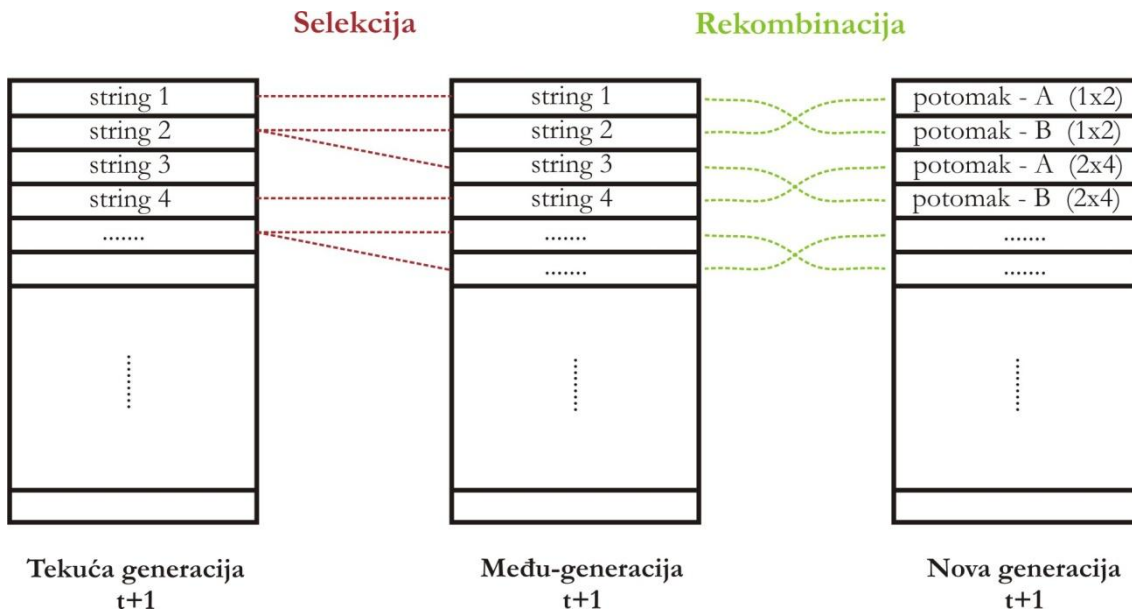 Selekcija
Rekombinacija
string 1
string 2
string 3
string 4
.......
string 1
string 2
string 3
string 4
.......
.......
potomak - A (1x2)
potomak - B (1x2)
potomak - A (2x4)
potomak - B (2x4)
.......
.......
Tekuća generacija
t+1
Među-generacija
t+1
Nova generacija
t+1